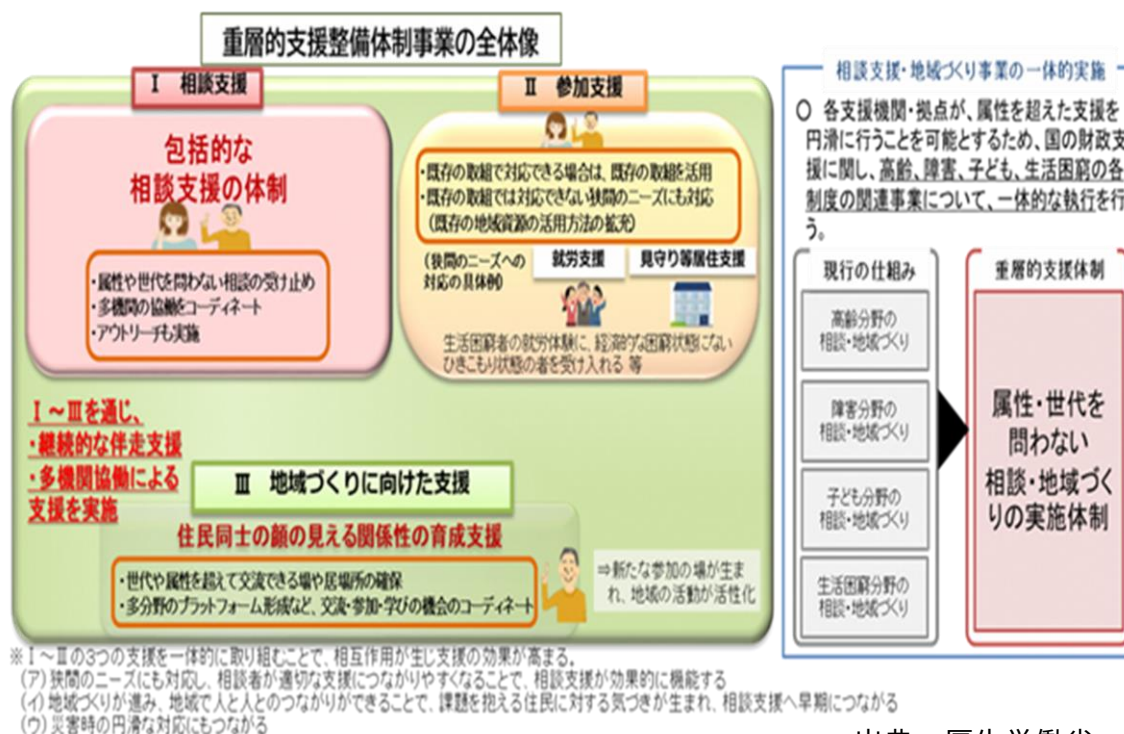 重層的支援整備体制事業の全体像
Ⅰ 相談支援
包括的な
相談支援の体制
・属性や世代を問わない相談の受け止め
・多機関の協働をコーディネート
・アウトリーチも実施
Ⅱ 参加支援
・既存の取組で対応できる場合は、既存の取組を活用
・既存の取組では対応できない狭間のニーズにも対応
（既存の地域資源の活用方法の拡充）
（狭間のニーズへの
対応の具体例）
就労支援
見守り等居住支援
生活困窮者の就労体験に、経済的な困窮状態にない
ひきこもり状態の者を受け入れる 等
Ⅰ～Ⅲを通じ、
・継続的な伴走支援
・多機関協働による
支援を実施
Ⅲ 地域づくりに向けた支援
住民同士の顔の見える関係性の育成支援
・世代や属性を超えて交流できる場や居場所の確保
・多分野のプラットフォーム形成など、交流・参加・学びの機会のコーディネート
⇒新たな参加の場が生ま
れ、地域の活動が活性化
※Ⅰ～Ⅲの3つの支援を一体的に取り組むことで、相互作用が生じ支援の効果が高まる。
（ア）狭間のニーズにも対応し、相談者が適切な支援につながりやすくなることで、相談支援が効果的に機能する
（イ）地域づくりが進み、地域で人と人とのつながりができることで、課題を抱える住民に対する気づきが生まれ、相談支援へ早期につながる
（ウ）災害時の円滑な対応にもつながる
相談支援・地域づくり事業の一体的実施
○ 各支援機関・拠点が、属性を超えた支援を
円滑に行うことを可能とするため、国の財政支
援に関し、高齢、障害、子ども、生活困窮の各
制度の関連事業について、一体的な執行を行
う。
現行の仕組み
高齢分野の
相談・地域づくり
障害分野の
相談・地域づくり
子ども分野の
相談・地域づくり
生活困窮分野の
相談・地域づくり
重層的支援体制
属性・世代を
問わない
相談・地域づく
りの実施体制